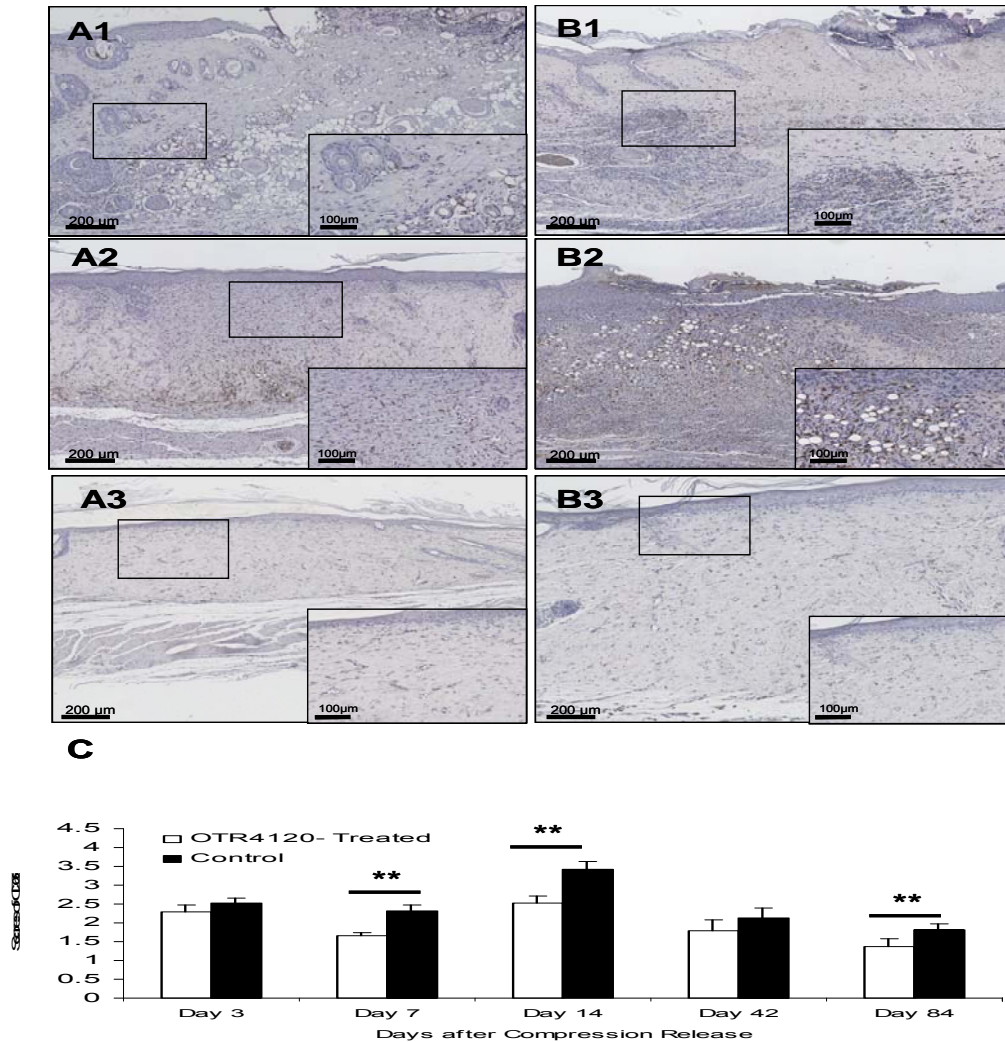 A1
B1
200 µm
100µm
200 µm
100µm
A2
B2
200 µm
100µm
200 µm
100µm
A3
B3
200 µm
100µm
200 µm
100µm
C
4.5
4
3.5
3
2.5
2
1.5
1
0.5
0
OTR4120- Treated
Control
**
**
**
Day 3 Day 7 Day 14 Day 42 Day 84
Days after Compression Release